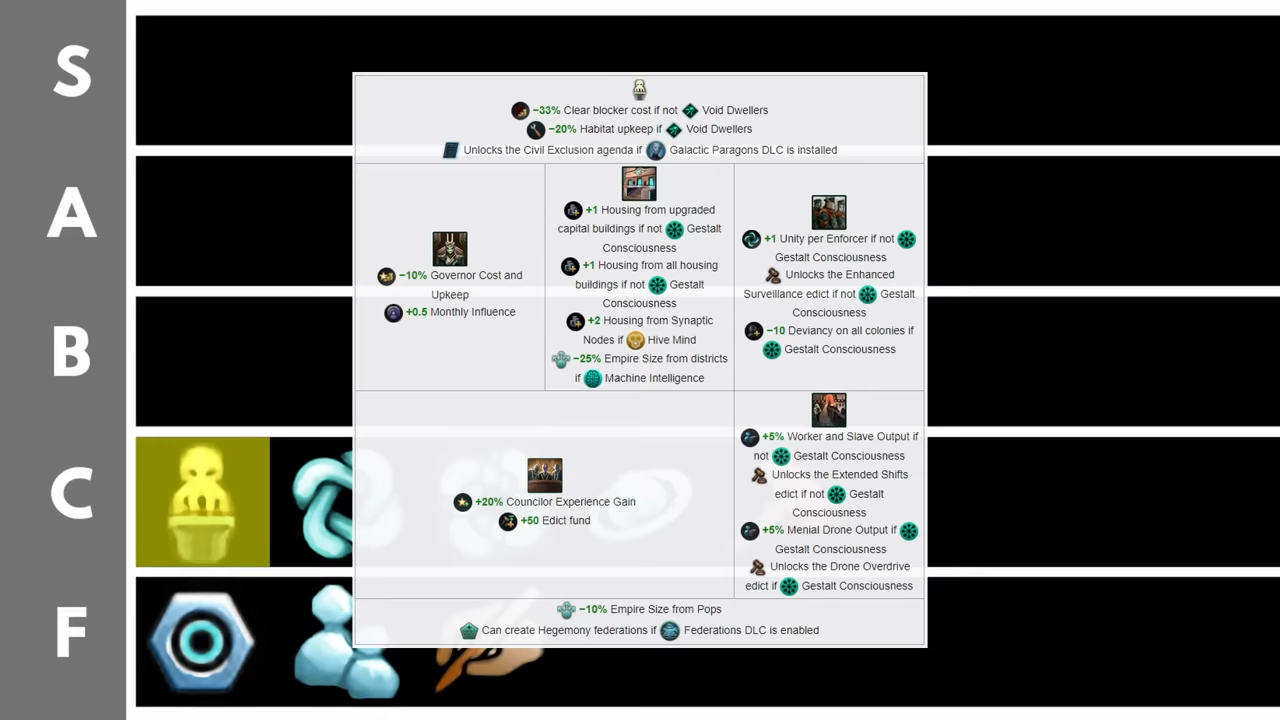 S
A
B
C
F
−33% Clear blocker cost if not Void Dwellers
−20% Habitat upkeep if Void Dwellers
Unlocks the Civil Exclusion agenda if Galactic Paragons DLC is installed
−10% Governor Cost and
Upkeep
+0.5 Monthly Influence
+1 Housing from upgraded
capital buildings if not Gestalt
Consciousness
+1 Housing from all housing
buildings if not Gestalt
Consciousness
+2 Housing from Synaptic
Nodes if Hive Mind
−25% Empire Size from districts
if Machine Intelligence
+1 Unity per Enforcer if not
Gestalt Consciousness
Unlocks the Enhanced
Surveillance edict if not Gestalt
Consciousness
−10 Deviancy on all colonies if
Gestalt Consciousness
+20% Councilor Experience Gain
+50 Edict fund
+5% Worker and Slave Output if
not Gestalt Consciousness
Unlocks the Extended Shifts
edict if not Gestalt
Consciousness
+5% Menial Drone Output if
Gestalt Consciousness
Unlocks the Drone Overdrive
edict if Gestalt Consciousness
−10% Empire Size from Pops
Can create Hegemony federations if Federations DLC is enabled